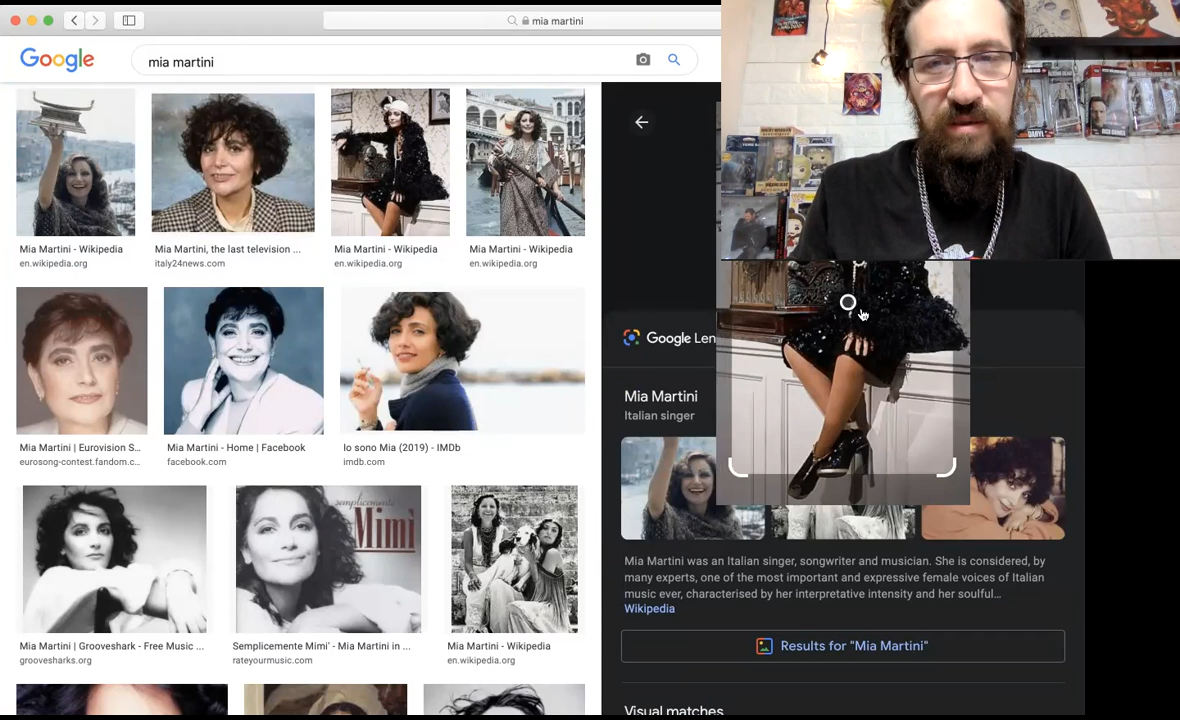 mia martini
Google
mia martini
Mia Martini - Wikipedia
en.wikipedia.org
Mia Martini, the last television ...
italy24news.com
Mia Martini - Wikipedia
en.wikipedia.org
Mia Martini - Wikipedia
en.wikipedia.org
Mia Martini | Eurovision S...
eurosong-contest.fandom.c...
Mia Martini - Home | Facebook
facebook.com
Io sono Mia (2019) - IMDb
imdb.com
semplicemente
Mimì
Mia Martini | Grooveshark - Free Music ...
groovesharks.org
Semplicemente Mimi' - Mia Martini in ...
rateyourmusic.com
Mia Martini - Wikipedia
en.wikipedia.org
Google Len
Mia Martini
Italian singer
Mia Martini was an Italian singer, songwriter and musician. She is considered, by
many experts, one of the most important and expressive female voices of Italian
music ever, characterised by her interpretative intensity and her soulful...
Wikipedia
Results for "Mia Martini"
Visual matches
DARYL